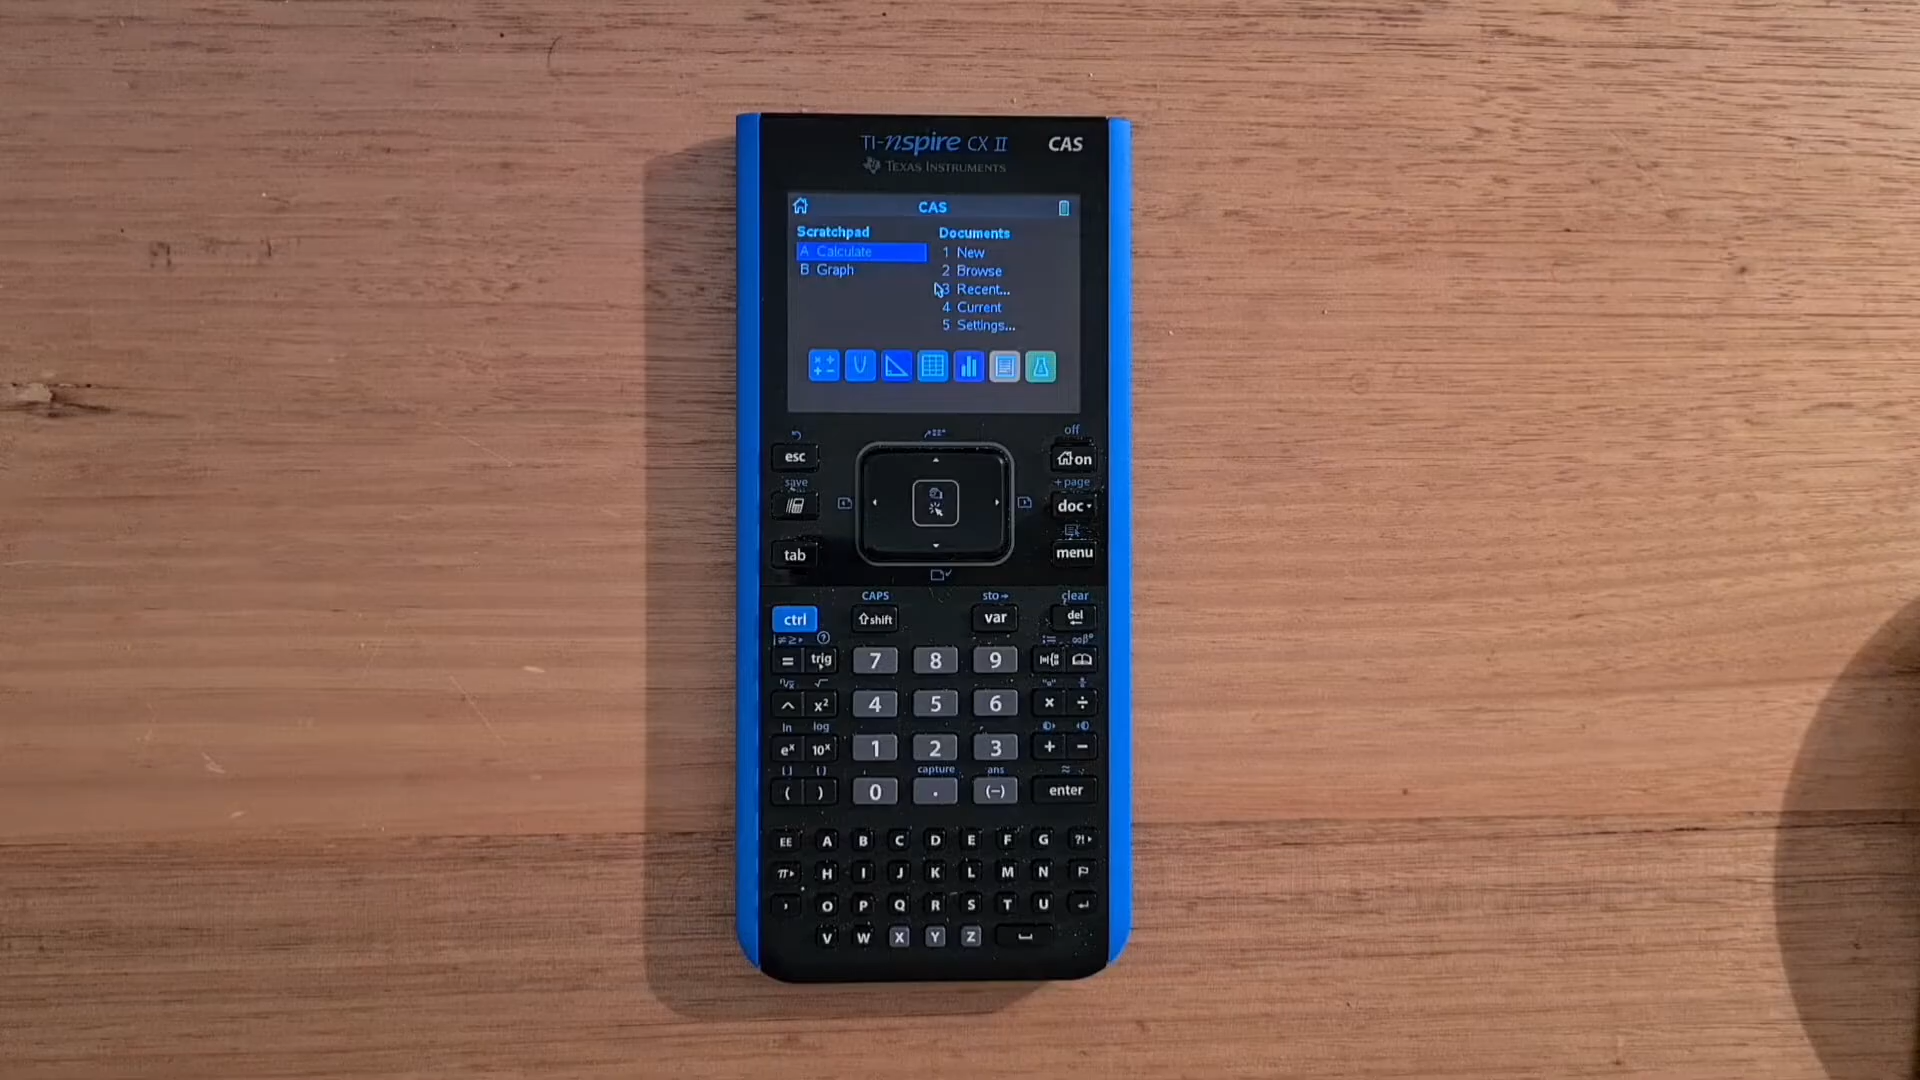 TI-nspire CX II CAS
TEXAS INSTRUMENTS
CAS
Scratchpad Documents
A Calculate 1 New
B Graph 2 Browse
3 Recent...
4 Current
5 Settings...
off
esc on
save + page
doc
tab menu
CAPS sto→ clear
ctrl ⇧shift var del
= trig 7 8 9
^ x² 4 5 6 × ÷
ln log
eˣ 10ˣ 1 2 3 + −
[ ] { } capture ans ≈
( ) 0 . (−) enter
EE A B C D E F G ?!▸
π▸ H I J K L M N
, O P Q R S T U
V W X Y Z